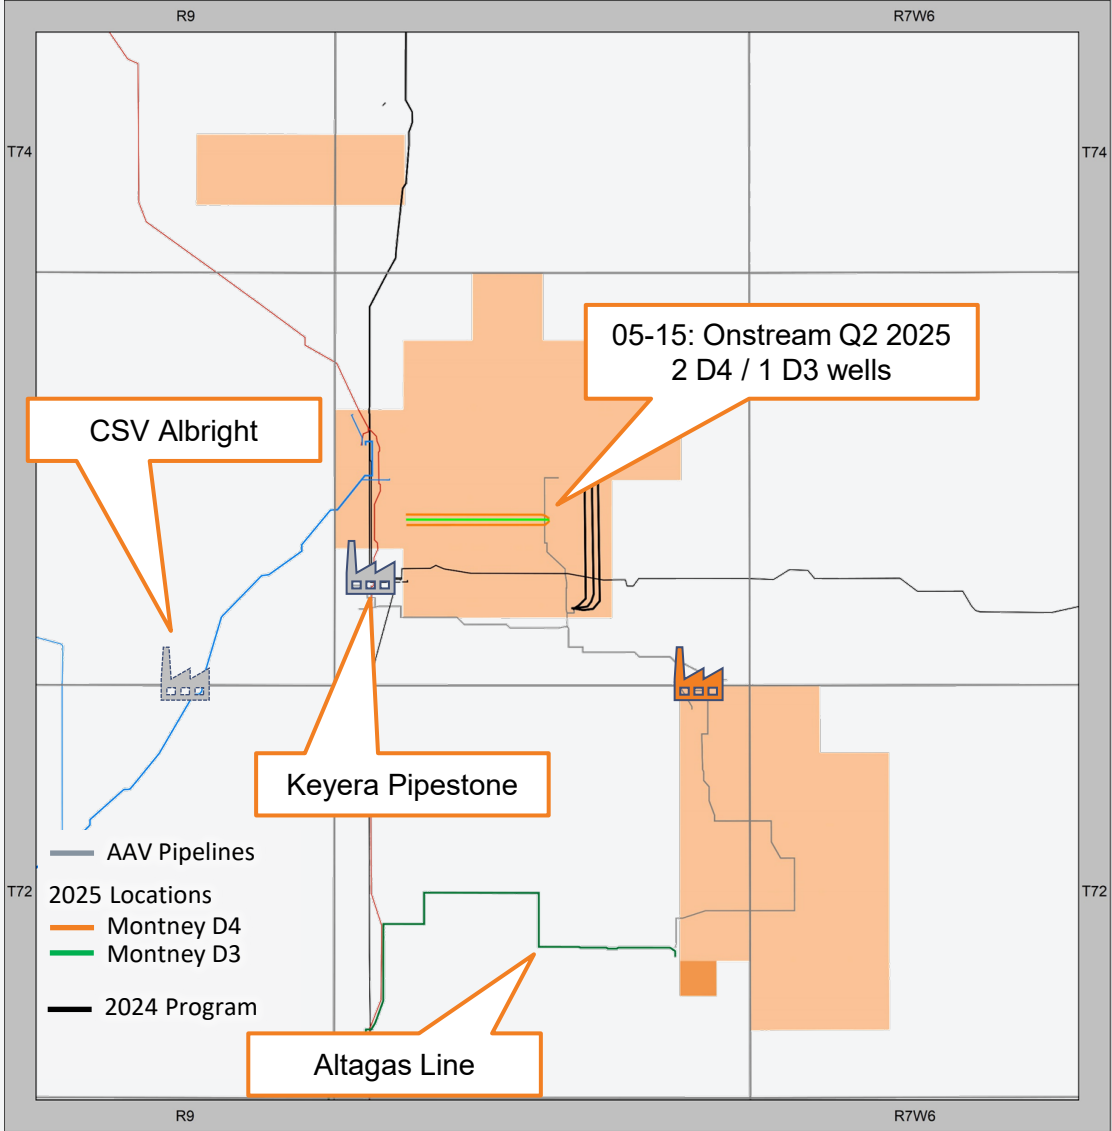 R9
R7W6
T74
T74
05-15: Onstream Q2 2025
2 D4 / 1 D3 wells
CSV Albright
Keyera Pipestone
AAV Pipelines
2025 Locations
Montney D4
Montney D3
2024 Program
T72
T72
Altagas Line
R9
R7W6